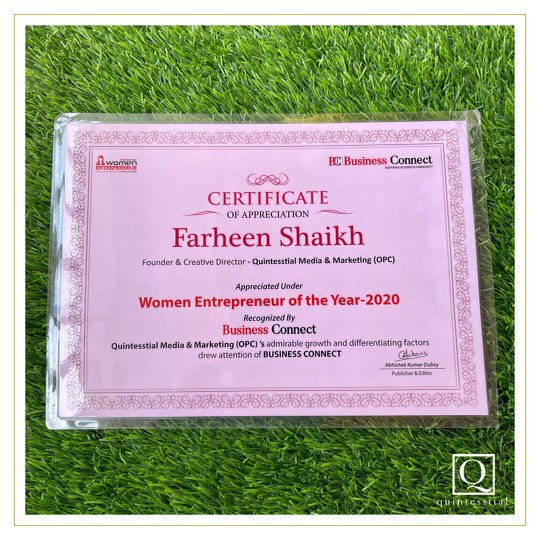 women
ENTREPRENEUR
BC Business Connect
INSPIRING BUSINESS COMMUNITY
CERTIFICATE
OF APPRECIATION
Farheen Shaikh
Founder & Creative Director - Quintesstial Media & Marketing (OPC)
Appreciated Under
Women Entrepreneur of the Year-2020
Recognized By
Business Connect
Quintesstial Media & Marketing (OPC) 's admirable growth and differentiating factors
drew attention of BUSINESS CONNECT
Abhishek Kumar Dubey
Publisher & Editor
Q
quintesstial